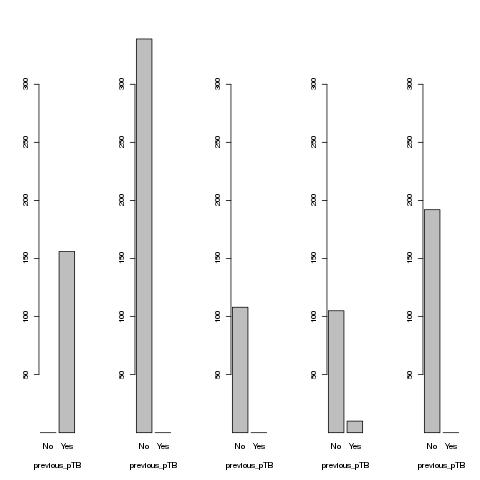 300 300 300 300 300
250 250 250 250 250
200 200 200 200 200
150 150 150 150 150
100 100 100 100 100
50 50 50 50 50
No Yes No Yes No Yes No Yes No Yes
previous_pTB previous_pTB previous_pTB previous_pTB previous_pTB